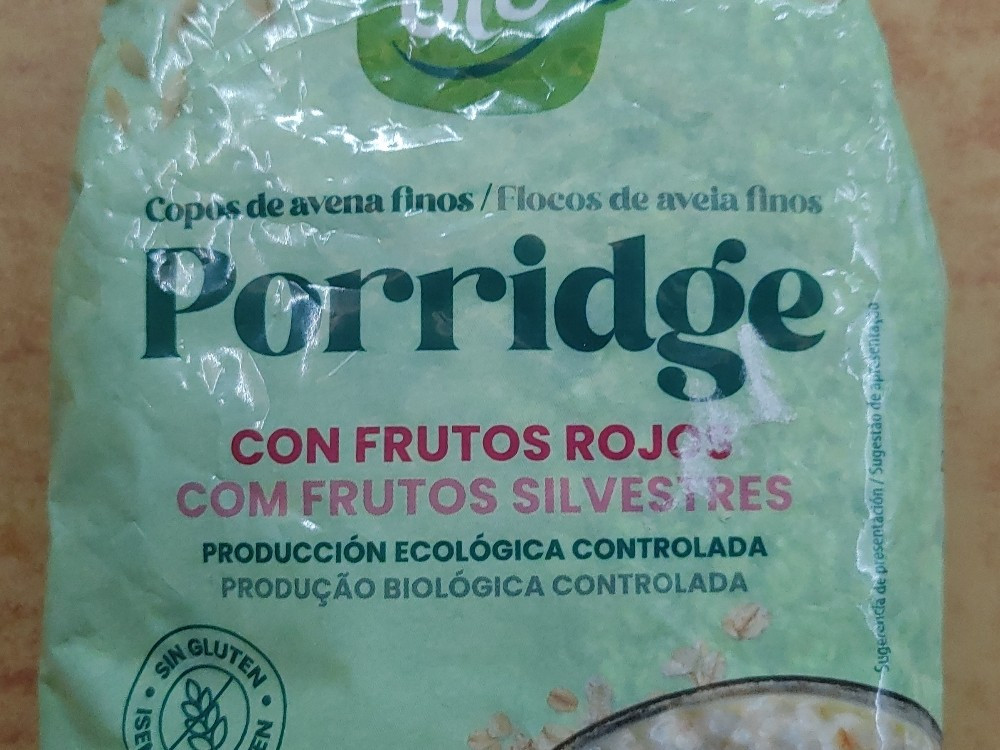 Bio
Copos de avena finos / Flocos de aveia finos
Porridge
CON FRUTOS ROJOS
COM FRUTOS SILVESTRES
PRODUCCIÓN ECOLÓGICA CONTROLADA
PRODUÇÃO BIOLÓGICA CONTROLADA
Sugerencia de presentación / Sugestão de apresentação
• SIN GLUTEN •